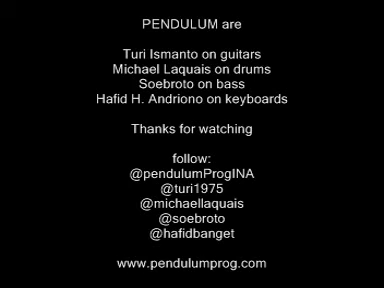 PENDULUM are
Turi Ismanto on guitars
Michael Laquais on drums
Soebroto on bass
Hafid H. Andriono on keyboards
Thanks for watching
follow:
@pendulumProgINA
@turi1975
@michaellaquais
@soebroto
@hafidbanget
www.pendulumprog.com